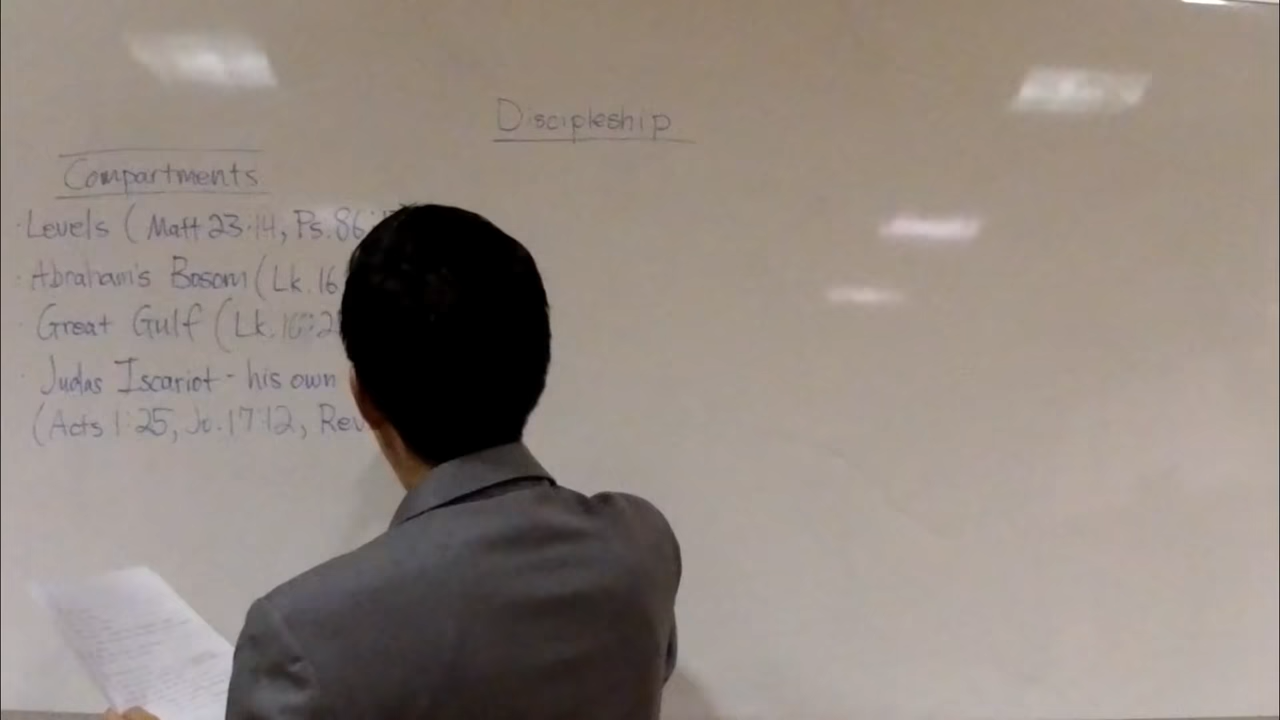 Discipleship
Compartments
· Levels (Matt 23:14, Ps. 86:
· Abraham's Bosom (Lk. 16
· Great Gulf (Lk. 16:2
· Judas Iscariot - his own
(Acts 1:25, Jo. 17:12, Rev